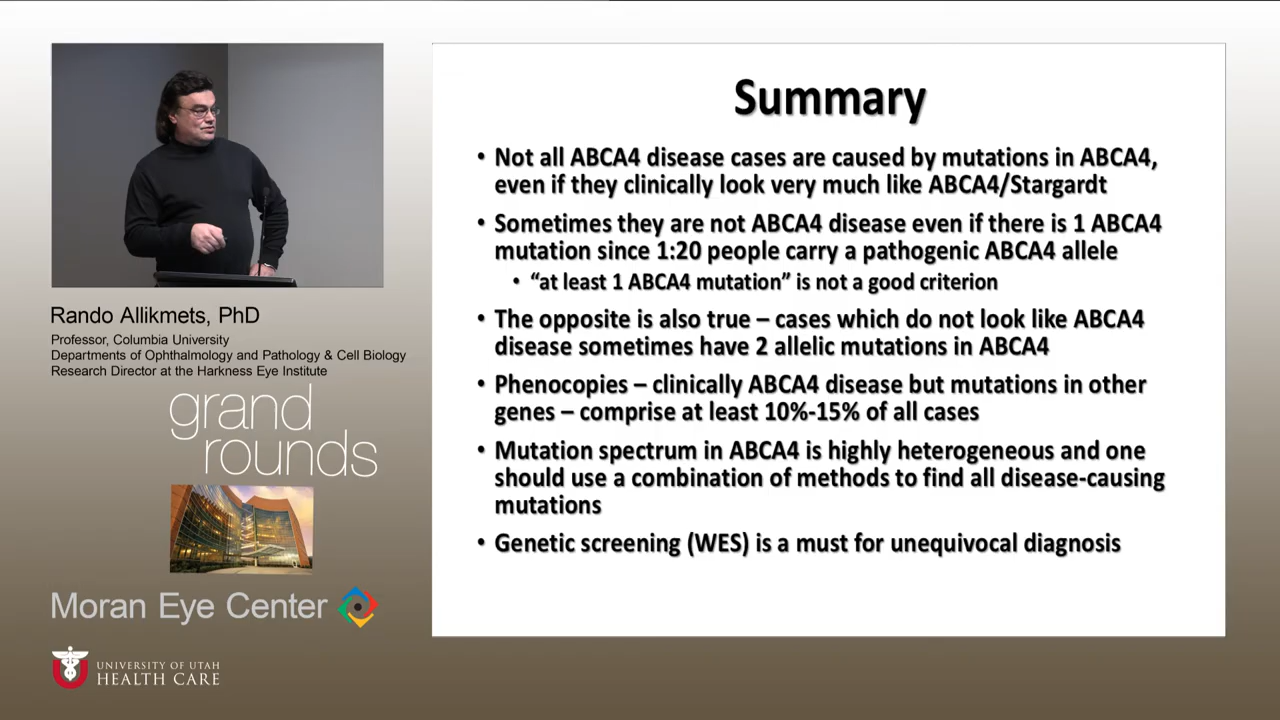 Summary
• Not all ABCA4 disease cases are caused by mutations in ABCA4,
even if they clinically look very much like ABCA4/Stargardt
• Sometimes they are not ABCA4 disease even if there is 1 ABCA4
mutation since 1:20 people carry a pathogenic ABCA4 allele
• “at least 1 ABCA4 mutation” is not a good criterion
• The opposite is also true – cases which do not look like ABCA4
disease sometimes have 2 allelic mutations in ABCA4
• Phenocopies – clinically ABCA4 disease but mutations in other
genes – comprise at least 10%-15% of all cases
• Mutation spectrum in ABCA4 is highly heterogeneous and one
should use a combination of methods to find all disease-causing
mutations
• Genetic screening (WES) is a must for unequivocal diagnosis
Rando Allikmets, PhD
Professor, Columbia University
Departments of Ophthalmology and Pathology & Cell Biology
Research Director at the Harkness Eye Institute
grand
rounds
Moran Eye Center
UNIVERSITY OF UTAH
HEALTH CARE